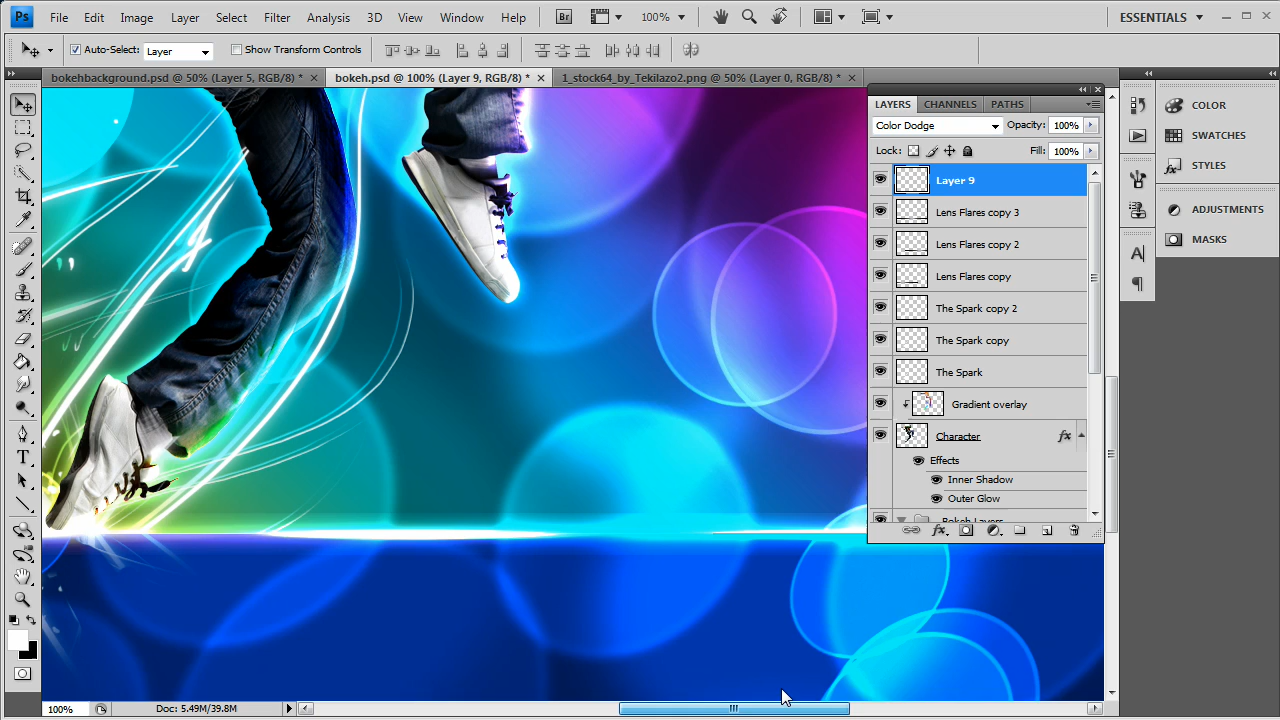 Ps File Edit Image Layer Select Filter Analysis 3D View Window Help Br 100% ESSENTIALS
Auto-Select: Layer Show Transform Controls
bokehbackground.psd @ 50% (Layer 5, RGB/8) * bokeh.psd @ 100% (Layer 9, RGB/8) * 1_stock64_by_Tekilazo2.png @ 50% (Layer 0, RGB/8) *
LAYERS CHANNELS PATHS
Color Dodge Opacity: 100%
Lock: Fill: 100%
Layer 9
Lens Flares copy 3
Lens Flares copy 2
Lens Flares copy
The Spark copy 2
The Spark copy
The Spark
Gradient overlay
Character fx
Effects
Inner Shadow
Outer Glow
Bokeh Layers
fx
COLOR
SWATCHES
STYLES
ADJUSTMENTS
MASKS
A
T
100% Doc: 5.49M/39.8M